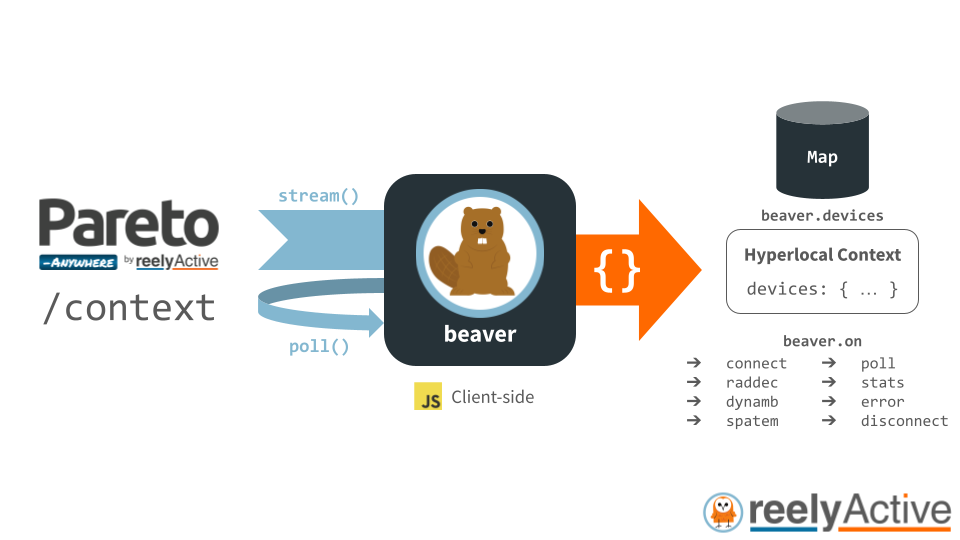 Pareto
-Anywhere by reelyActive
/context
stream()
poll()
beaver
JS Client-side
{}
Map
beaver.devices
Hyperlocal Context
devices: { … }
beaver.on
➔ connect ➔ poll
➔ raddec ➔ stats
➔ dynamb ➔ error
➔ spatem ➔ disconnect
reelyActive